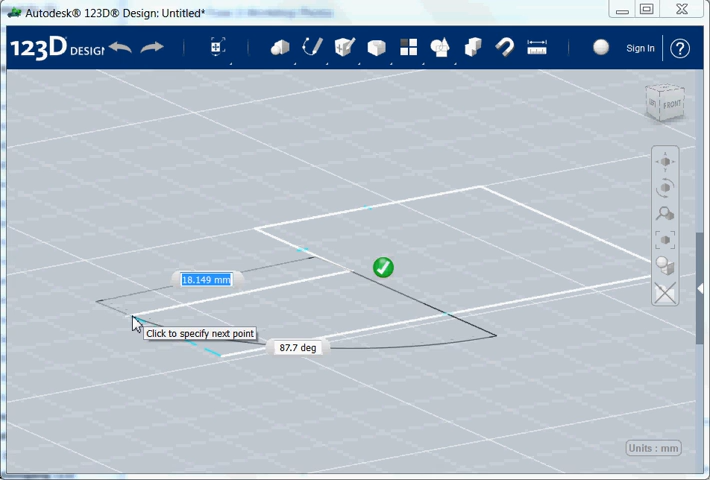 Autodesk® 123D® Design: Untitled*
123D DESIGN
Sign In
?
FRONT
18.149 mm
Click to specify next point
87.7 deg
Units : mm